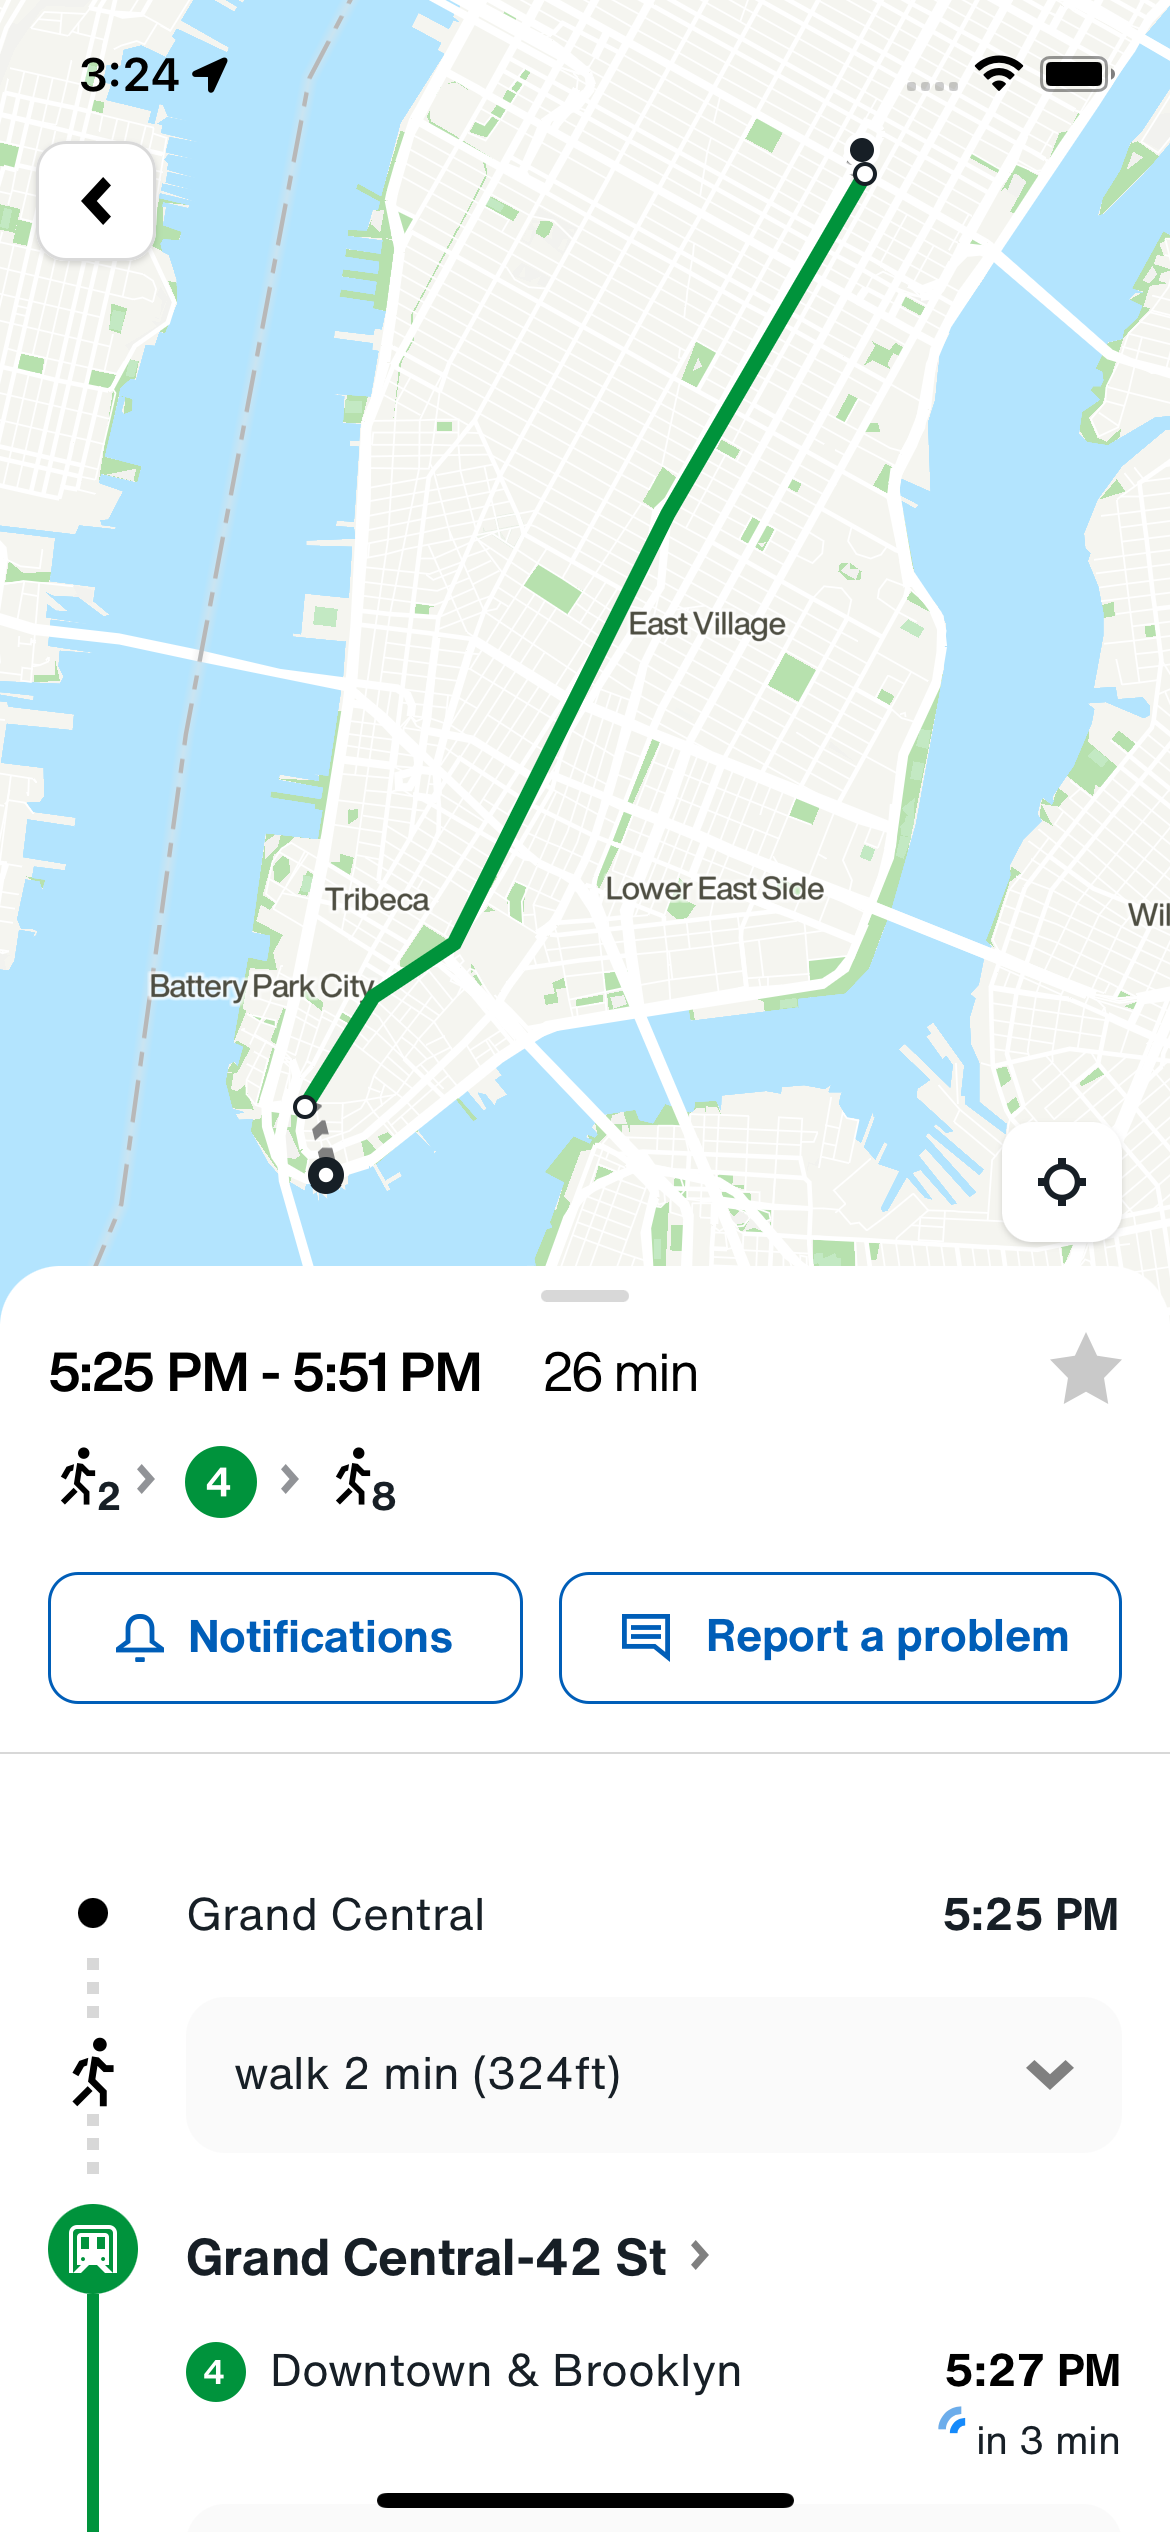 3:24
East Village
Tribeca
Lower East Side
Wil
Battery Park City
5:25 PM - 5:51 PM 26 min
2 4 8
Notifications Report a problem
Grand Central 5:25 PM
walk 2 min (324ft)
Grand Central-42 St
4 Downtown & Brooklyn 5:27 PM
in 3 min